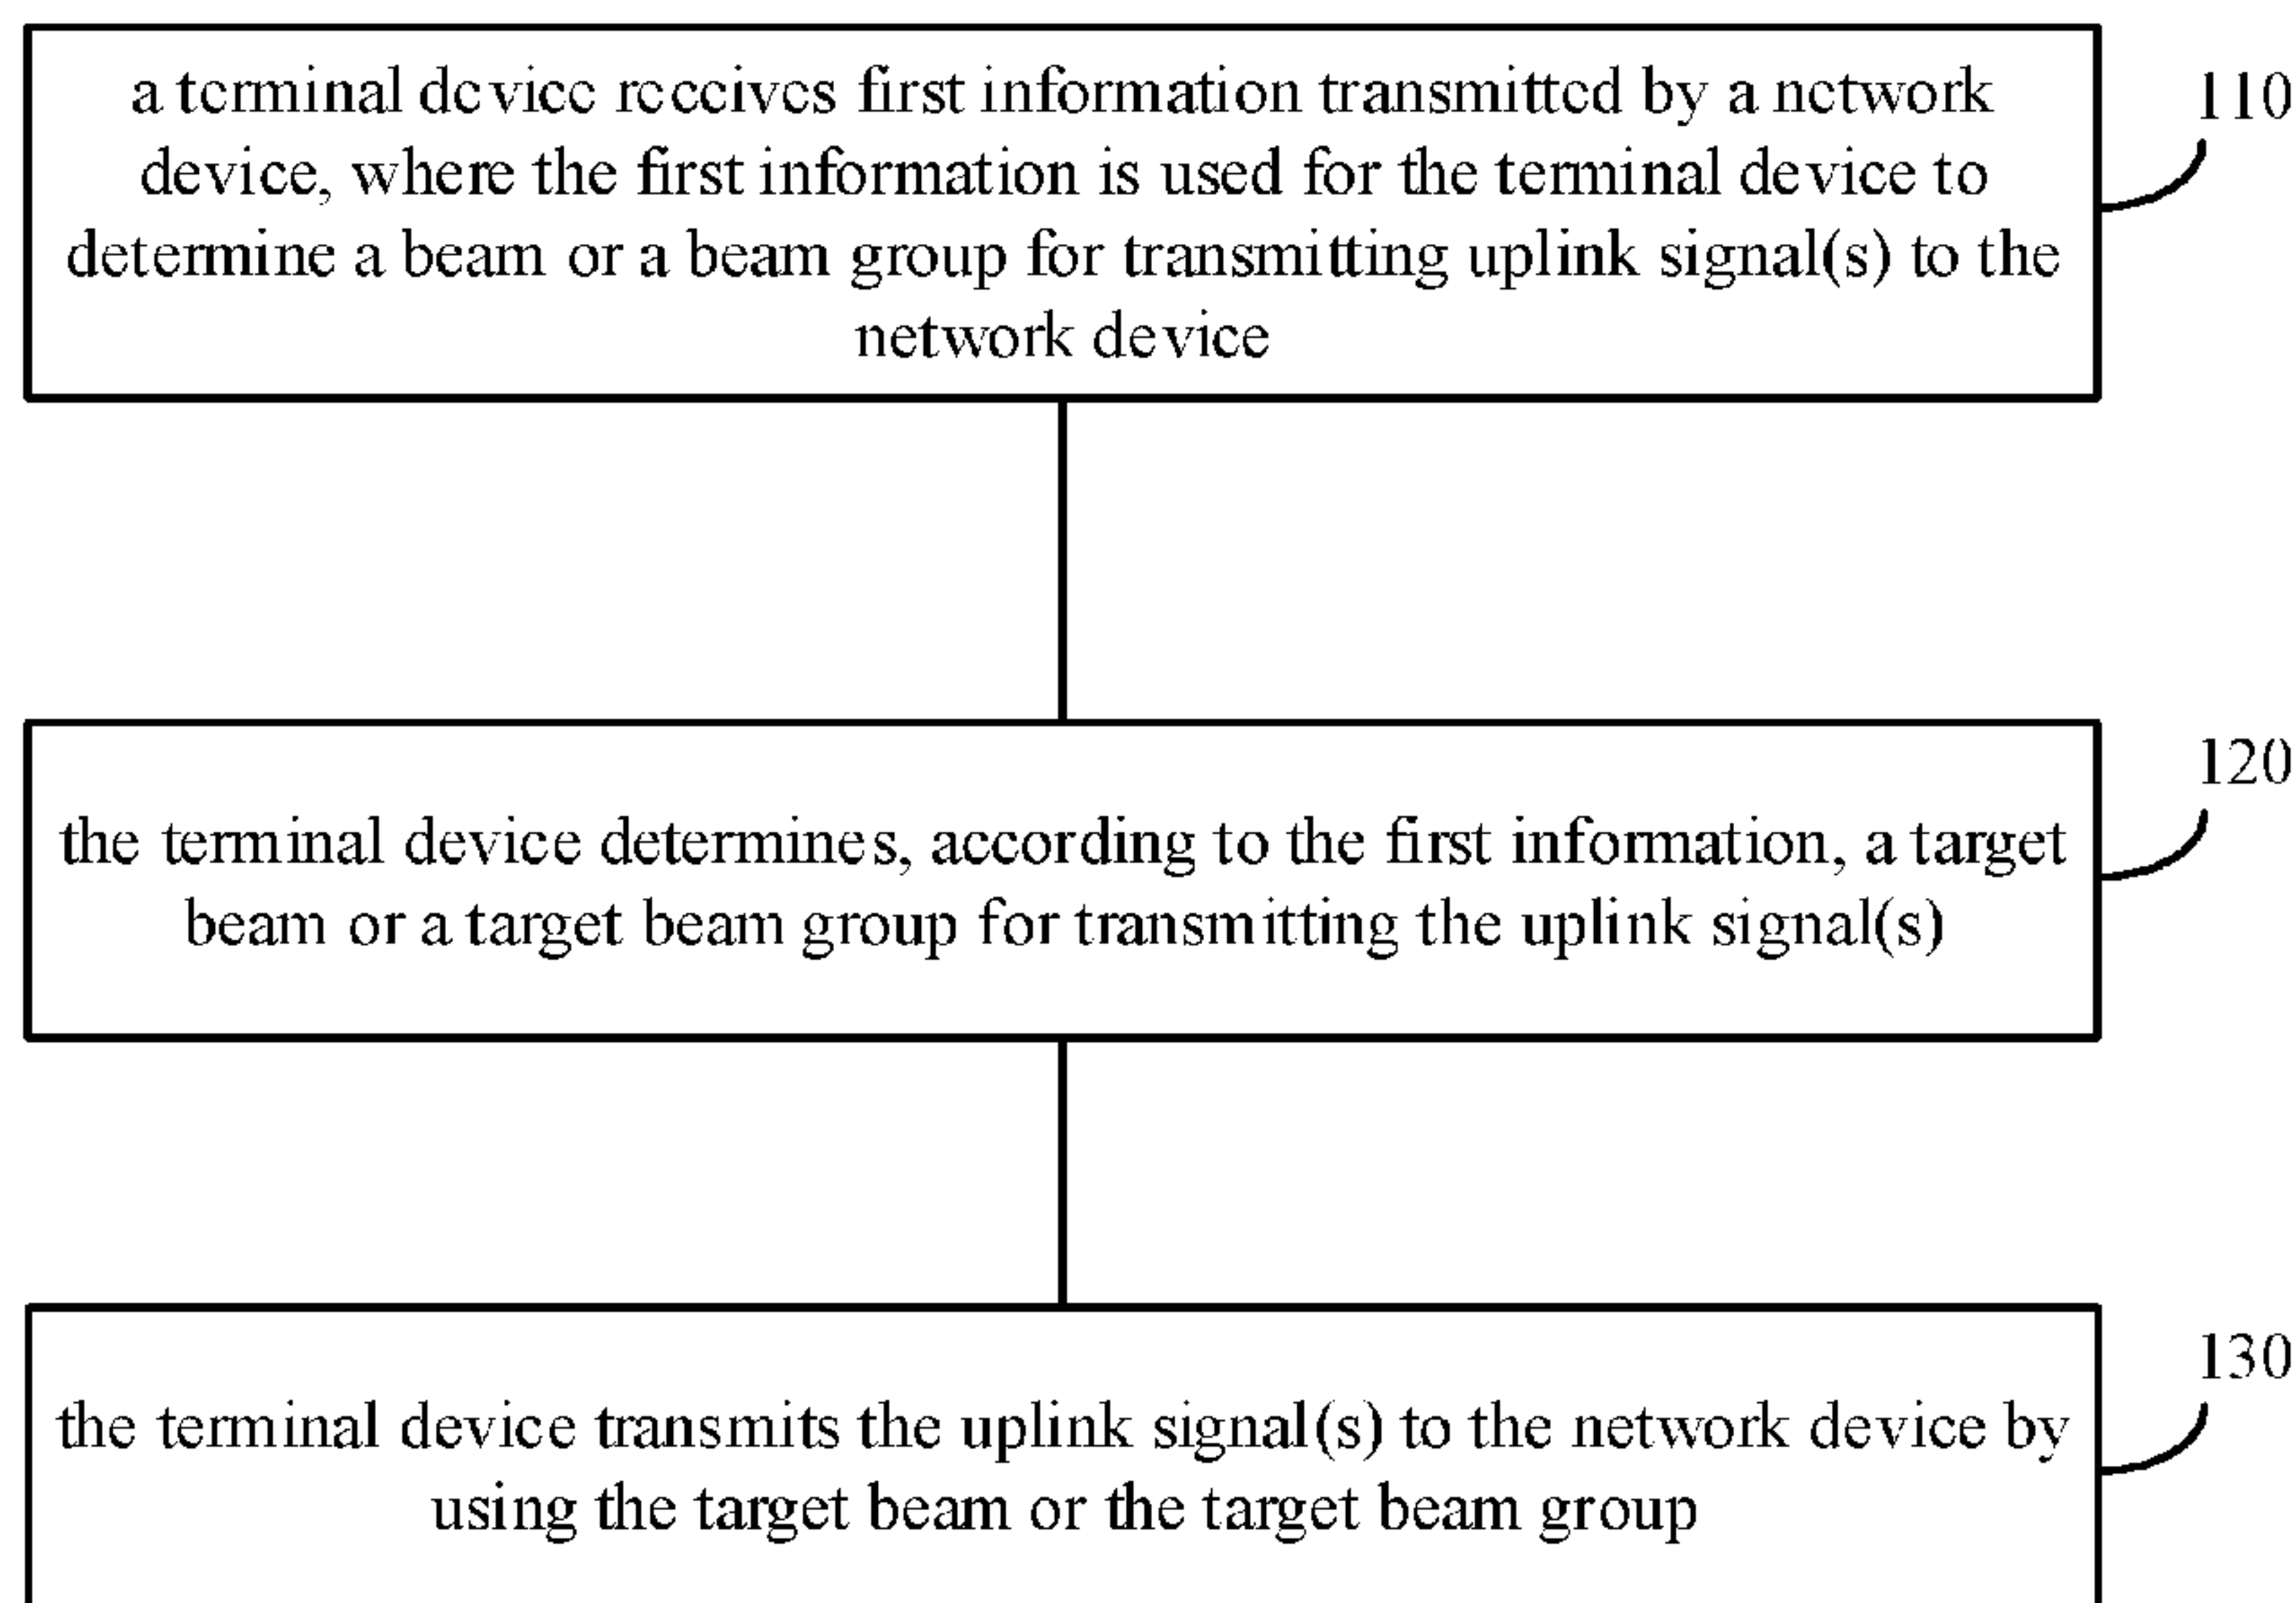 a terminal device receives first information transmitted by a network
110
device, where the first information is used for the terminal device to
determine a beam or a beam group for transmitting uplink signal(s) to the
network device
120
the terminal device determines, according to the first information, a target
beam or a target beam group for transmitting the uplink signal(s)
130
the terminal device transmits the uplink signal(s) to the network device by
using the target beam or the target beam group